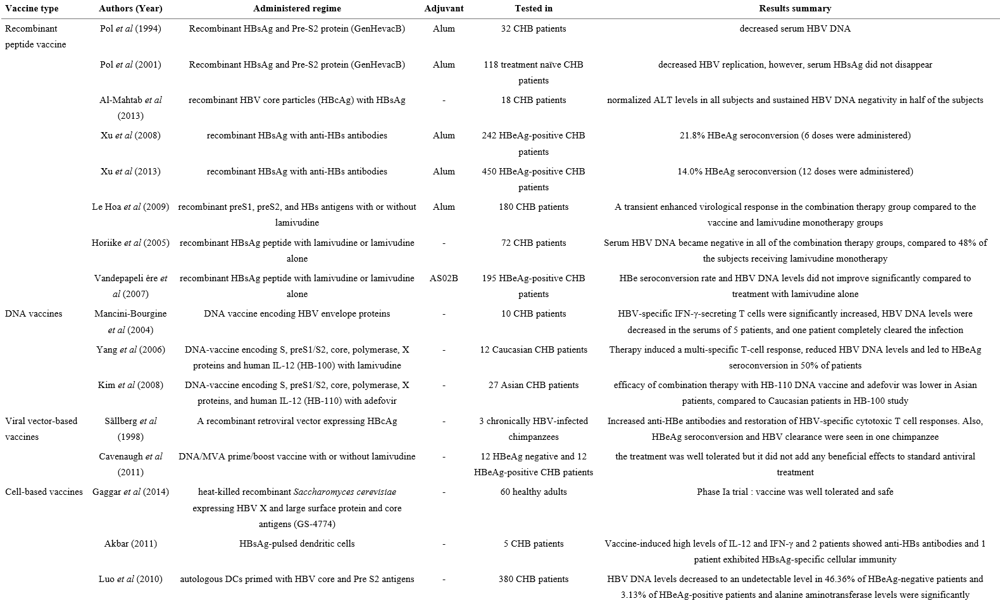 Vaccine type Authors (Year) Administered regime Adjuvant Tested in Results summary
Recombinant Pol et al (1994) Recombinant HBsAg and Pre-S2 protein (GenHevacB) Alum 32 CHB patients decreased serum HBV DNA
peptide vaccine
Pol et al (2001) Recombinant HBsAg and Pre-S2 protein (GenHevacB) Alum 118 treatment naïve CHB decreased HBV replication, however, serum HBsAg did not disappear
patients
Al-Mahtab et al recombinant HBV core particles (HBcAg) with HBsAg - 18 CHB patients normalized ALT levels in all subjects and sustained HBV DNA negativity in half of the subjects
(2013)
Xu et al (2008) recombinant HBsAg with anti-HBs antibodies Alum 242 HBeAg-positive CHB 21.8% HBeAg seroconversion (6 doses were administered)
patients
Xu et al (2013) recombinant HBsAg with anti-HBs antibodies Alum 450 HBeAg-positive CHB 14.0% HBeAg seroconversion (12 doses were administered)
patients
Le Hoa et al (2009) recombinant preS1, preS2, and HBs antigens with or without Alum 180 CHB patients A transient enhanced virological response in the combination therapy group compared to the
lamivudine vaccine and lamivudine monotherapy groups
Horiike et al (2005) recombinant HBsAg peptide with lamivudine or lamivudine - 72 CHB patients Serum HBV DNA became negative in all of the combination therapy groups, compared to 48% of
alone the subjects receiving lamivudine monotherapy
Vandepapeli ére et recombinant HBsAg peptide with lamivudine or lamivudine AS02B 195 HBeAg-positive CHB HBe seroconversion rate and HBV DNA levels did not improve significantly compared to
al (2007) alone patients treatment with lamivudine alone
DNA vaccines Mancini-Bourgine DNA vaccine encoding HBV envelope proteins - 10 CHB patients HBV-specific IFN-γ-secreting T cells were significantly increased, HBV DNA levels were
et al (2004) decreased in the serums of 5 patients, and one patient completely cleared the infection
Yang et al (2006) DNA-vaccine encoding S, preS1/S2, core, polymerase, X - 12 Caucasian CHB patients Therapy induced a multi-specific T-cell response, reduced HBV DNA levels and led to HBeAg
proteins and human IL-12 (HB-100) with lamivudine seroconversion in 50% of patients
Kim et al (2008) DNA-vaccine encoding S, preS1/S2, core, polymerase, X - 27 Asian CHB patients efficacy of combination therapy with HB-110 DNA vaccine and adefovir was lower in Asian
proteins, and human IL-12 (HB-110) with adefovir patients, compared to Caucasian patients in HB-100 study
Viral vector-based Sällberg et al A recombinant retroviral vector expressing HBcAg - 3 chronically HBV-infected Increased anti-HBe antibodies and restoration of HBV-specific cytotoxic T cell responses. Also,
vaccines (1998) chimpanzees HBeAg seroconversion and HBV clearance were seen in one chimpanzee
Cavenaugh et al DNA/MVA prime/boost vaccine with or without lamivudine - 12 HBeAg negative and 12 the treatment was well tolerated but it did not add any beneficial effects to standard antiviral
(2011) HBeAg-positive CHB patients treatment
Cell-based vaccines Gaggar et al (2014) heat-killed recombinant Saccharomyces cerevisiae - 60 healthy adults Phase Ia trial : vaccine was well tolerated and safe
expressing HBV X and large surface protein and core
antigens (GS-4774)
Akbar (2011) HBsAg-pulsed dendritic cells - 5 CHB patients Vaccine-induced high levels of IL-12 and IFN-γ and 2 patients showed anti-HBs antibodies and 1
patient exhibited HBsAg-specific cellular immunity
Luo et al (2010) autologous DCs primed with HBV core and Pre S2 antigens - 380 CHB patients HBV DNA levels decreased to an undetectable level in 46.36% of HBeAg-negative patients and
3.13% of HBeAg-positive patients and alanine aminotransferase levels were significantly